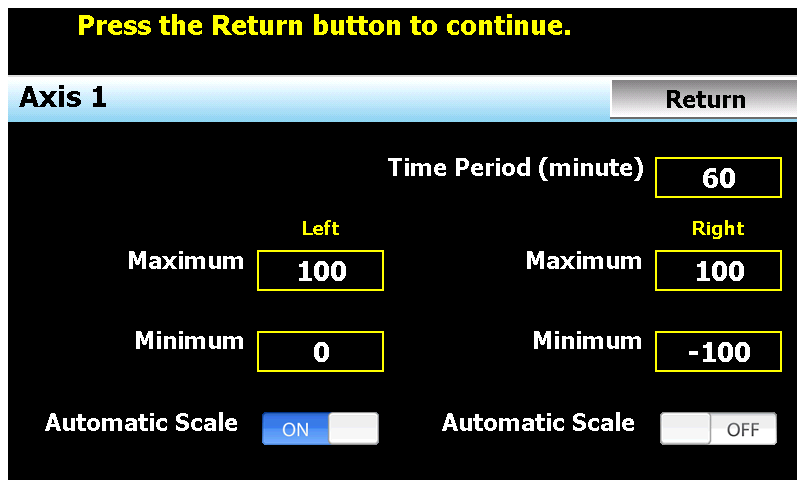 Press the Return button to continue.
Axis 1 Return
Time Period (minute) 60
Left Right
Maximum 100 Maximum 100
Minimum 0 Minimum -100
Automatic Scale ON Automatic Scale OFF